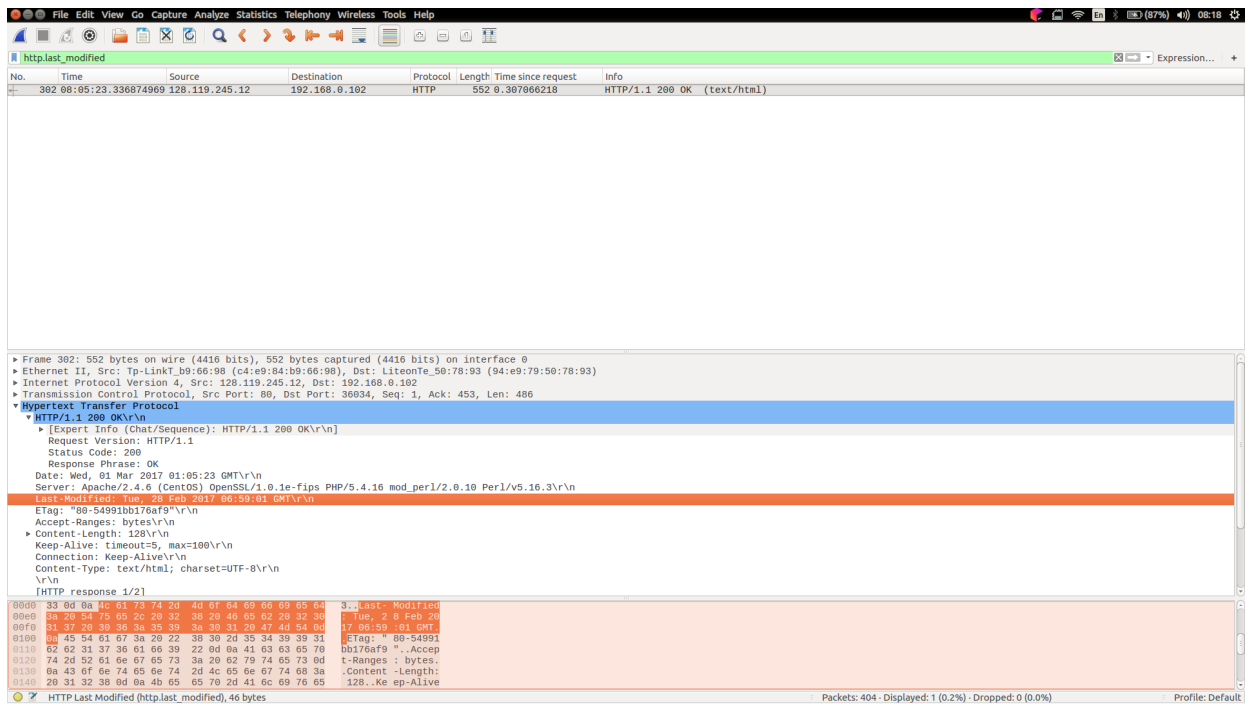 File Edit View Go Capture Analyze Statistics Telephony Wireless Tools Help En (87%) 08:18
http.last_modified Expression... +
No. Time Source Destination Protocol Length Time since request Info
302 08:05:23.336874969 128.119.245.12 192.168.0.102 HTTP 552 0.307066218 HTTP/1.1 200 OK (text/html)
Frame 302: 552 bytes on wire (4416 bits), 552 bytes captured (4416 bits) on interface 0
Ethernet II, Src: Tp-LinkT_b9:66:98 (c4:e9:84:b9:66:98), Dst: LiteonTe_50:78:93 (94:e9:79:50:78:93)
Internet Protocol Version 4, Src: 128.119.245.12, Dst: 192.168.0.102
Transmission Control Protocol, Src Port: 80, Dst Port: 36034, Seq: 1, Ack: 453, Len: 486
Hypertext Transfer Protocol
HTTP/1.1 200 OK\r\n
[Expert Info (Chat/Sequence): HTTP/1.1 200 OK\r\n]
Request Version: HTTP/1.1
Status Code: 200
Response Phrase: OK
Date: Wed, 01 Mar 2017 01:05:23 GMT\r\n
Server: Apache/2.4.6 (CentOS) OpenSSL/1.0.1e-fips PHP/5.4.16 mod_perl/2.0.10 Perl/v5.16.3\r\n
Last-Modified: Tue, 28 Feb 2017 06:59:01 GMT\r\n
ETag: "80-54991bb176af9"\r\n
Accept-Ranges: bytes\r\n
Content-Length: 128\r\n
Keep-Alive: timeout=5, max=100\r\n
Connection: Keep-Alive\r\n
Content-Type: text/html; charset=UTF-8\r\n
\r\n
[HTTP response 1/2]
00d0 33 0d 0a 4c 61 73 74 2d 4d 6f 64 69 66 69 65 64 3..Last- Modified
00e0 3a 20 54 75 65 2c 20 32 38 20 46 65 62 20 32 30 : Tue, 2 8 Feb 20
00f0 31 37 20 30 36 3a 35 39 3a 30 31 20 47 4d 54 0d 17 06:59 :01 GMT.
0100 0a 45 54 61 67 3a 20 22 38 30 2d 35 34 39 39 31 .ETag: " 80-54991
0110 62 62 31 37 36 61 66 39 22 0d 0a 41 63 63 65 70 bb176af9 "..Accep
0120 74 2d 52 61 6e 67 65 73 3a 20 62 79 74 65 73 0d t-Ranges : bytes.
0130 0a 43 6f 6e 74 65 6e 74 2d 4c 65 6e 67 74 68 3a .Content -Length:
0140 20 31 32 38 0d 0a 4b 65 65 70 2d 41 6c 69 76 65 128..Ke ep-Alive
HTTP Last Modified (http.last_modified), 46 bytes Packets: 404 · Displayed: 1 (0.2%) · Dropped: 0 (0.0%) Profile: Default